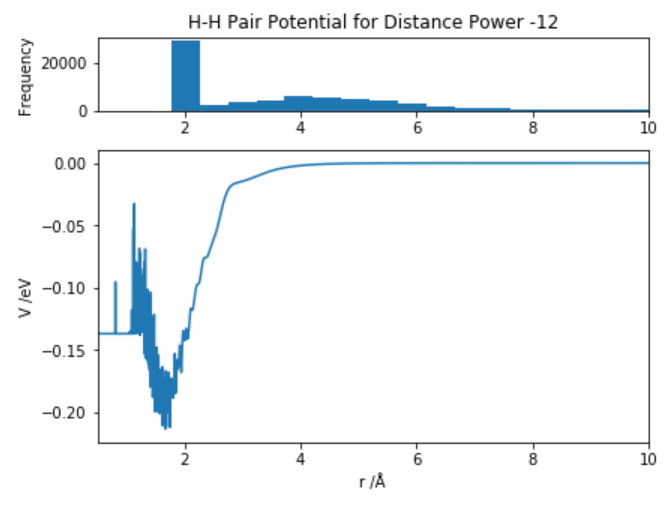 H-H Pair Potential for Distance Power -12
Frequency
20000
0
2 4 6 8 10
V /eV
0.00
−0.05
−0.10
−0.15
−0.20
2 4 6 8 10
r /Å